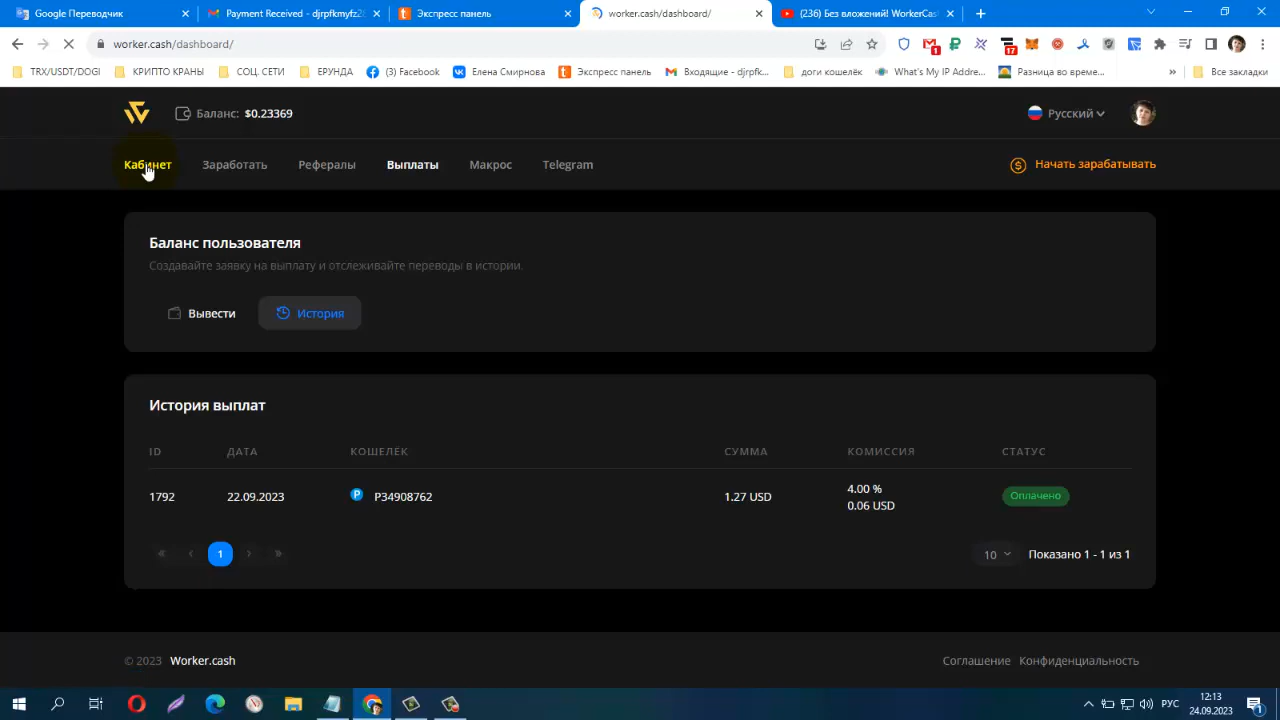 Google Переводчик
Payment Received - djrpfkmyfz28
Экспресс панель
worker.cash/dashboard/
(236) Без вложений! WorkerCas
worker.cash/dashboard/
1
17
TRX/USDT/DOGI
КРИПТО КРАНЫ
СОЦ. СЕТИ
ЕРУНДА
(3) Facebook
Елена Смирнова
Экспресс панель
Входящие - djrpfk...
доги кошелёк
What's My IP Addre...
Разница во време...
»
Все закладки
Баланс: $0.23369
Русский
Кабинет
Заработать
Рефералы
Выплаты
Макрос
Telegram
Начать зарабатывать
Баланс пользователя
Создавайте заявку на выплату и отслеживайте переводы в истории.
Вывести
История
История выплат
ID ДАТА КОШЕЛЁК СУММА КОМИССИЯ СТАТУС
1792 22.09.2023 P34908762 1.27 USD 4.00 % 0.06 USD Оплачено
« ‹ 1 › »
10
Показано 1 - 1 из 1
© 2023 Worker.cash
Соглашение Конфиденциальность
РУС
12:13
24.09.2023
1